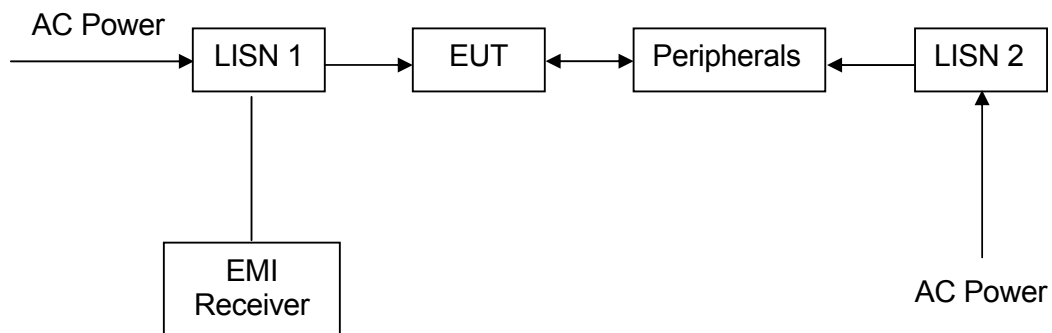 AC Power
LISN 1
EUT
Peripherals
LISN 2
EMI
Receiver
AC Power